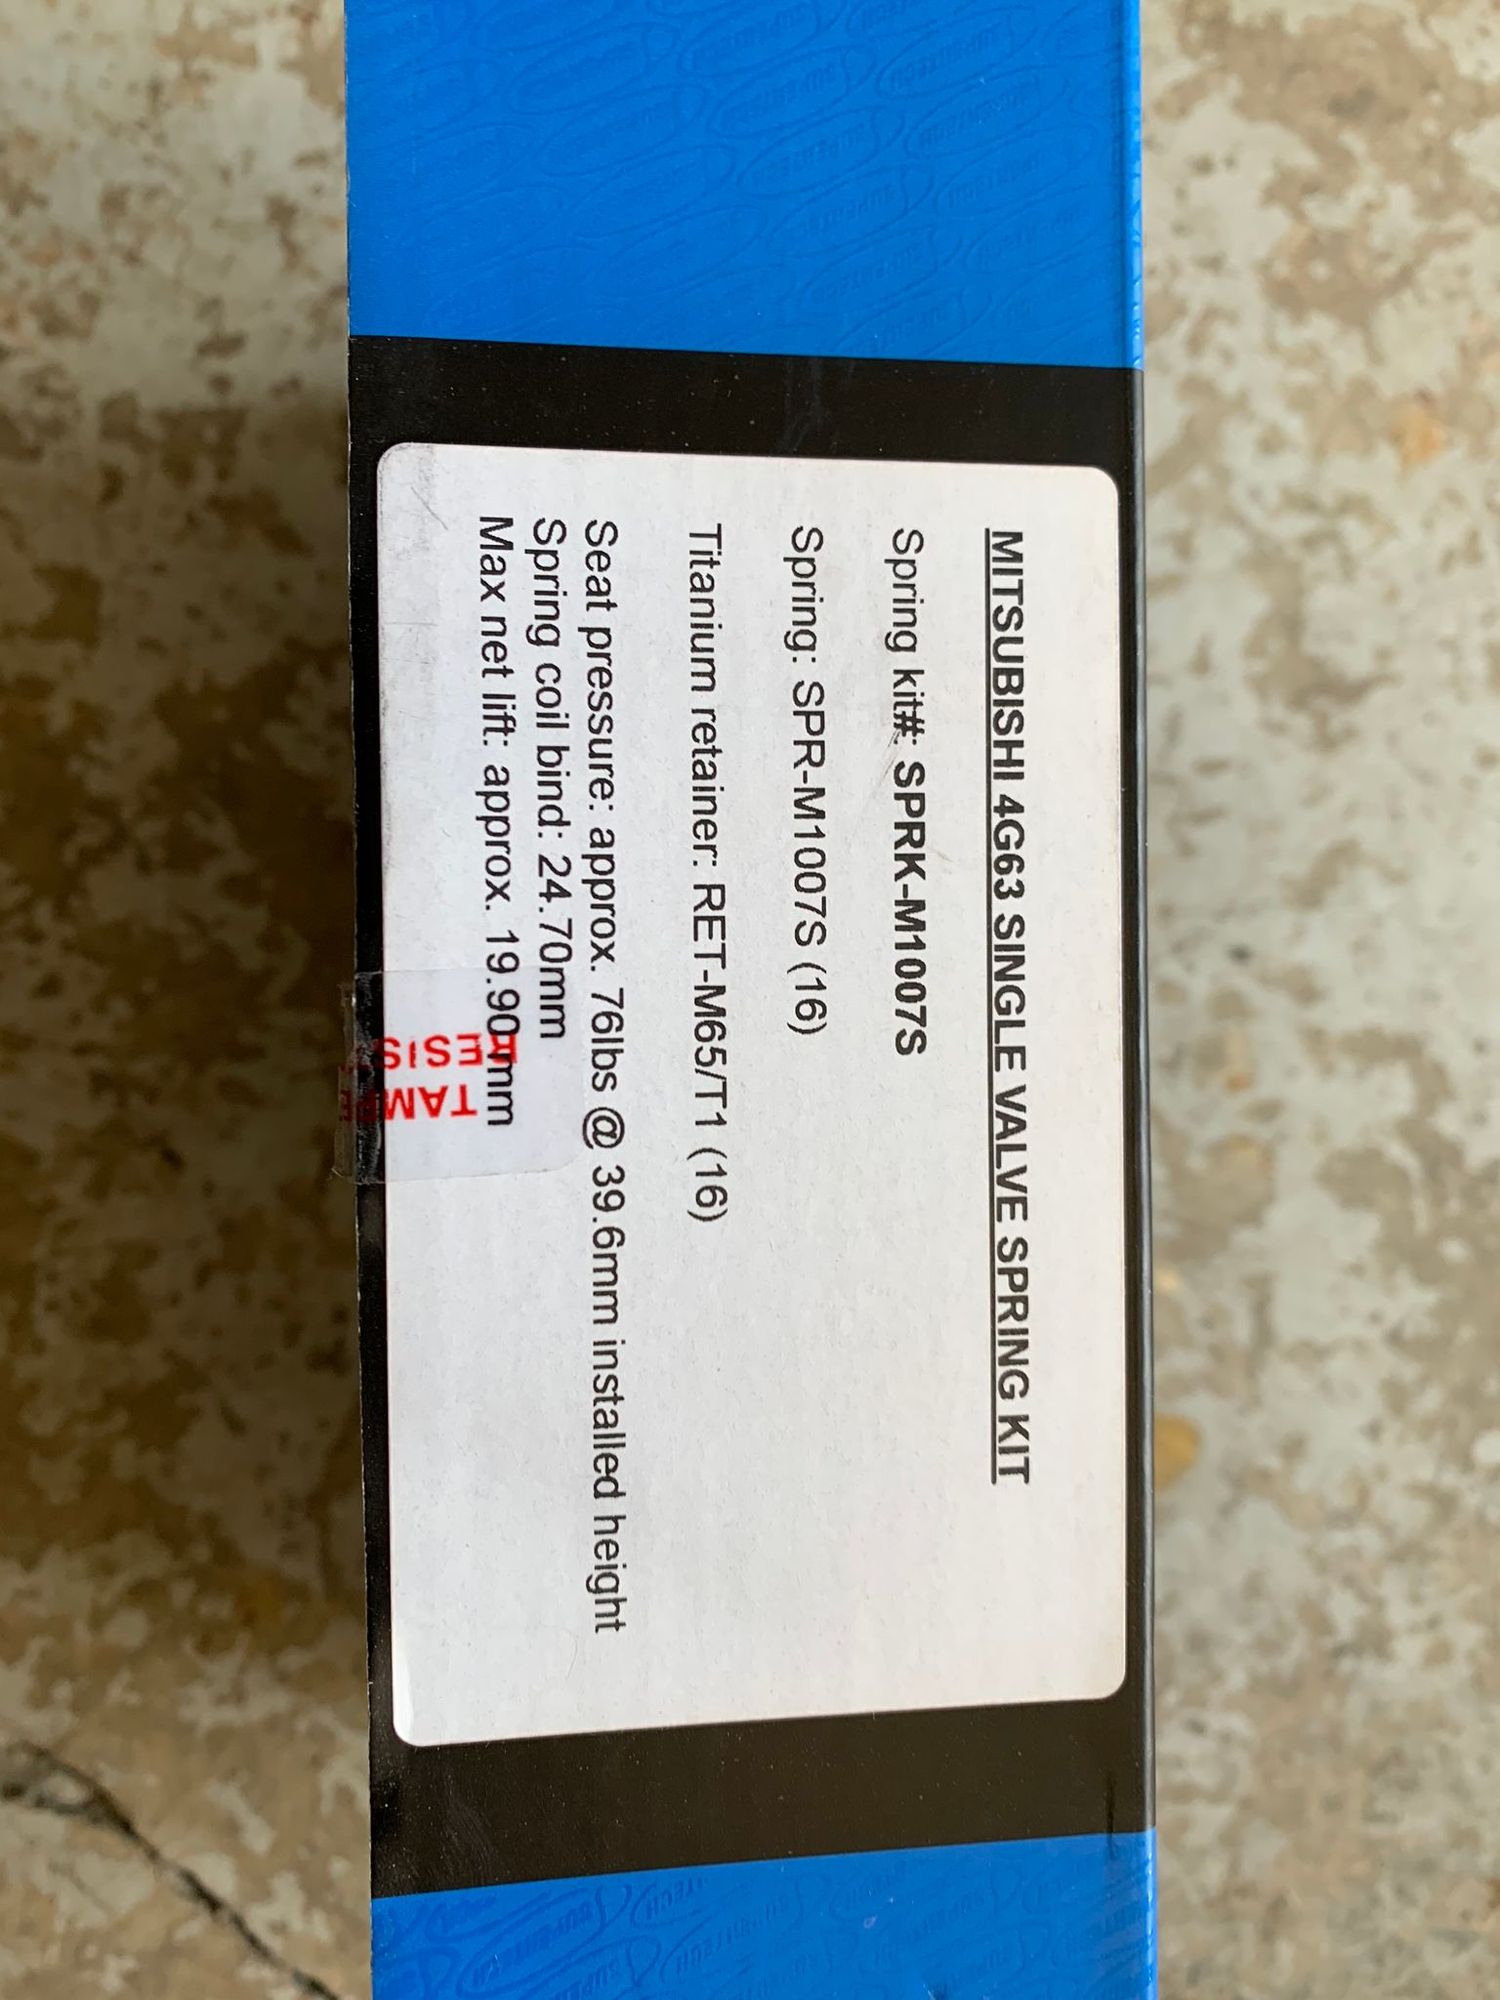 MITSUBISHI 4G63 SINGLE VALVE SPRING KIT
Spring kit#: SPRK-M1007S
Spring: SPR-M1007S (16)
Titanium retainer: RET-M65/T1 (16)
Seat pressure: approx. 76lbs @ 39.6mm installed height
Spring coil bind: 24.70mm
Max net lift: approx. 19.90mm
TAMPE
RESIS
SUPERTECH